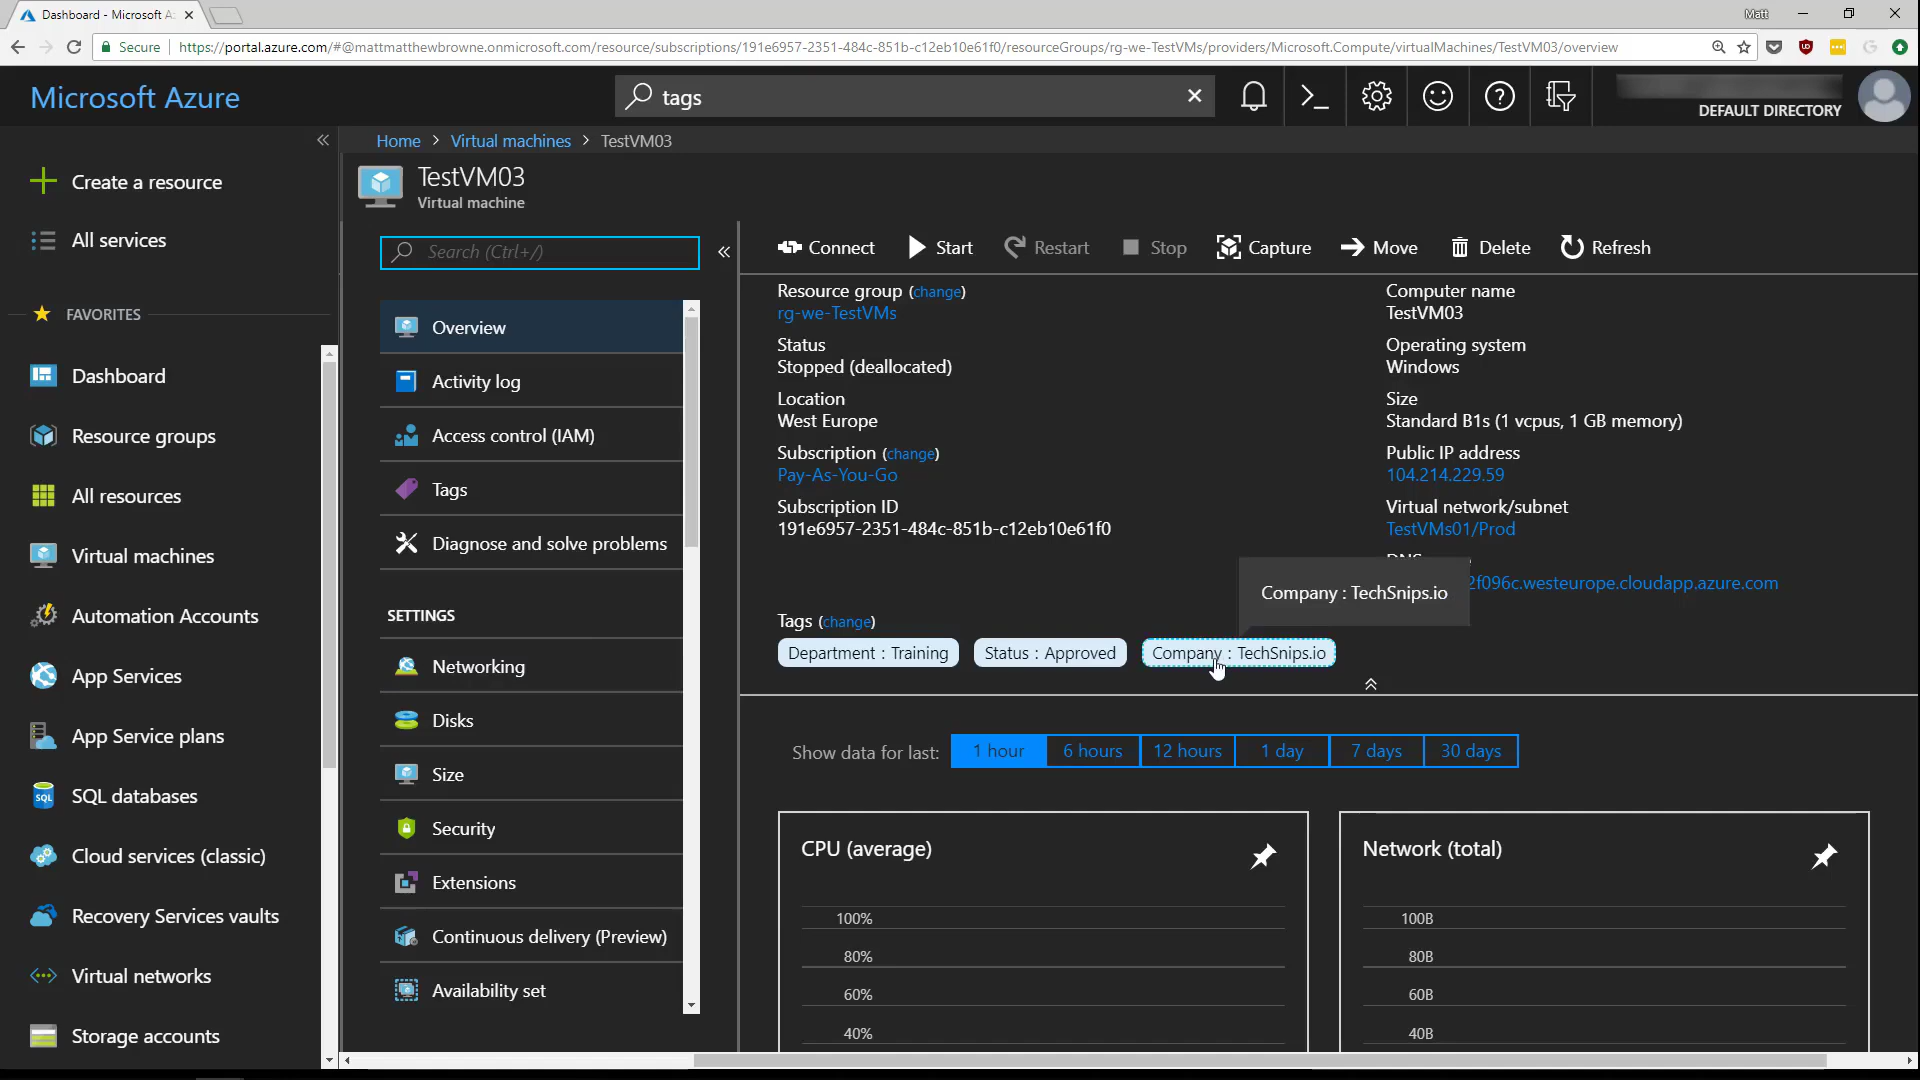 Dashboard - Microsoft A
Matt
Secure
https://portal.azure.com/#@mattmatthewbrowne.onmicrosoft.com/resource/subscriptions/191e6957-2351-484c-851b-c12eb10e61f0/resourceGroups/rg-we-TestVMs/providers/Microsoft.Compute/virtualMachines/TestVM03/overview
Microsoft Azure
tags
DEFAULT DIRECTORY
Home > Virtual machines > TestVM03
TestVM03
Virtual machine
Create a resource
All services
FAVORITES
Dashboard
Resource groups
All resources
Virtual machines
Automation Accounts
App Services
App Service plans
SQL databases
Cloud services (classic)
Recovery Services vaults
Virtual networks
Storage accounts
Search (Ctrl+/)
Overview
Activity log
Access control (IAM)
Tags
Diagnose and solve problems
SETTINGS
Networking
Disks
Size
Security
Extensions
Continuous delivery (Preview)
Availability set
Connect
Start
Restart
Stop
Capture
Move
Delete
Refresh
Resource group (change)
rg-we-TestVMs
Status
Stopped (deallocated)
Location
West Europe
Subscription (change)
Pay-As-You-Go
Subscription ID
191e6957-2351-484c-851b-c12eb10e61f0
Computer name
TestVM03
Operating system
Windows
Size
Standard B1s (1 vcpus, 1 GB memory)
Public IP address
104.214.229.59
Virtual network/subnet
TestVMs01/Prod
2f096c.westeurope.cloudapp.azure.com
Company : TechSnips.io
Tags (change)
Department : Training
Status : Approved
Company : TechSnips.io
Show data for last:
1 hour
6 hours
12 hours
1 day
7 days
30 days
CPU (average)
100%
80%
60%
40%
Network (total)
100B
80B
60B
40B